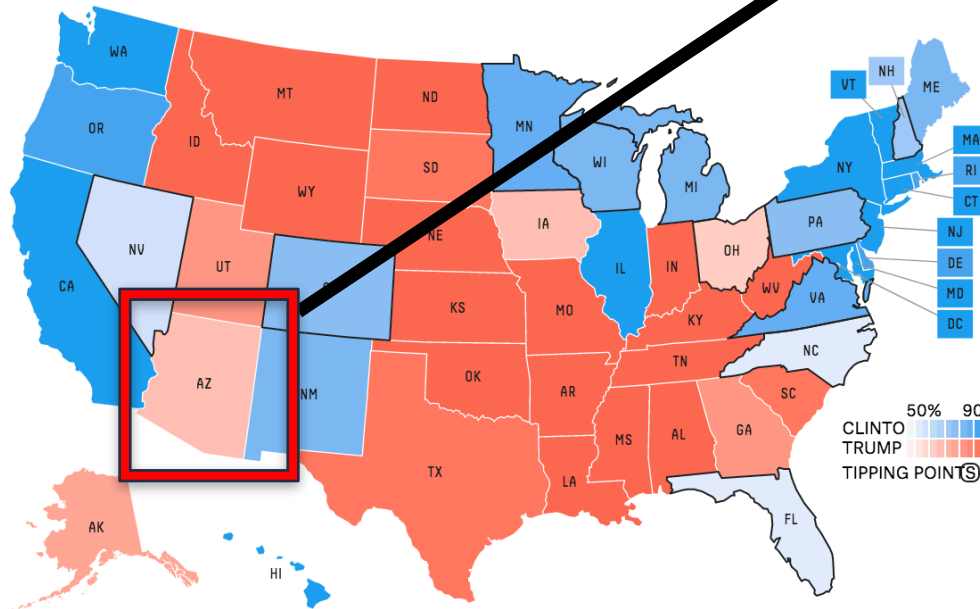 WA
MT
ND
MN
VT
NH
ME
OR
ID
SD
WI
MI
NY
MA
RI
CT
WY
IA
NE
PA
NJ
NV
UT
OH
DE
CA
IL
IN
WV
VA
MD
DC
KS
MO
KY
NC
AZ
NM
OK
AR
TN
SC
MS
AL
GA
TX
LA
FL
AK
HI
50% 90
CLINTO
TRUMP
TIPPING POINT S